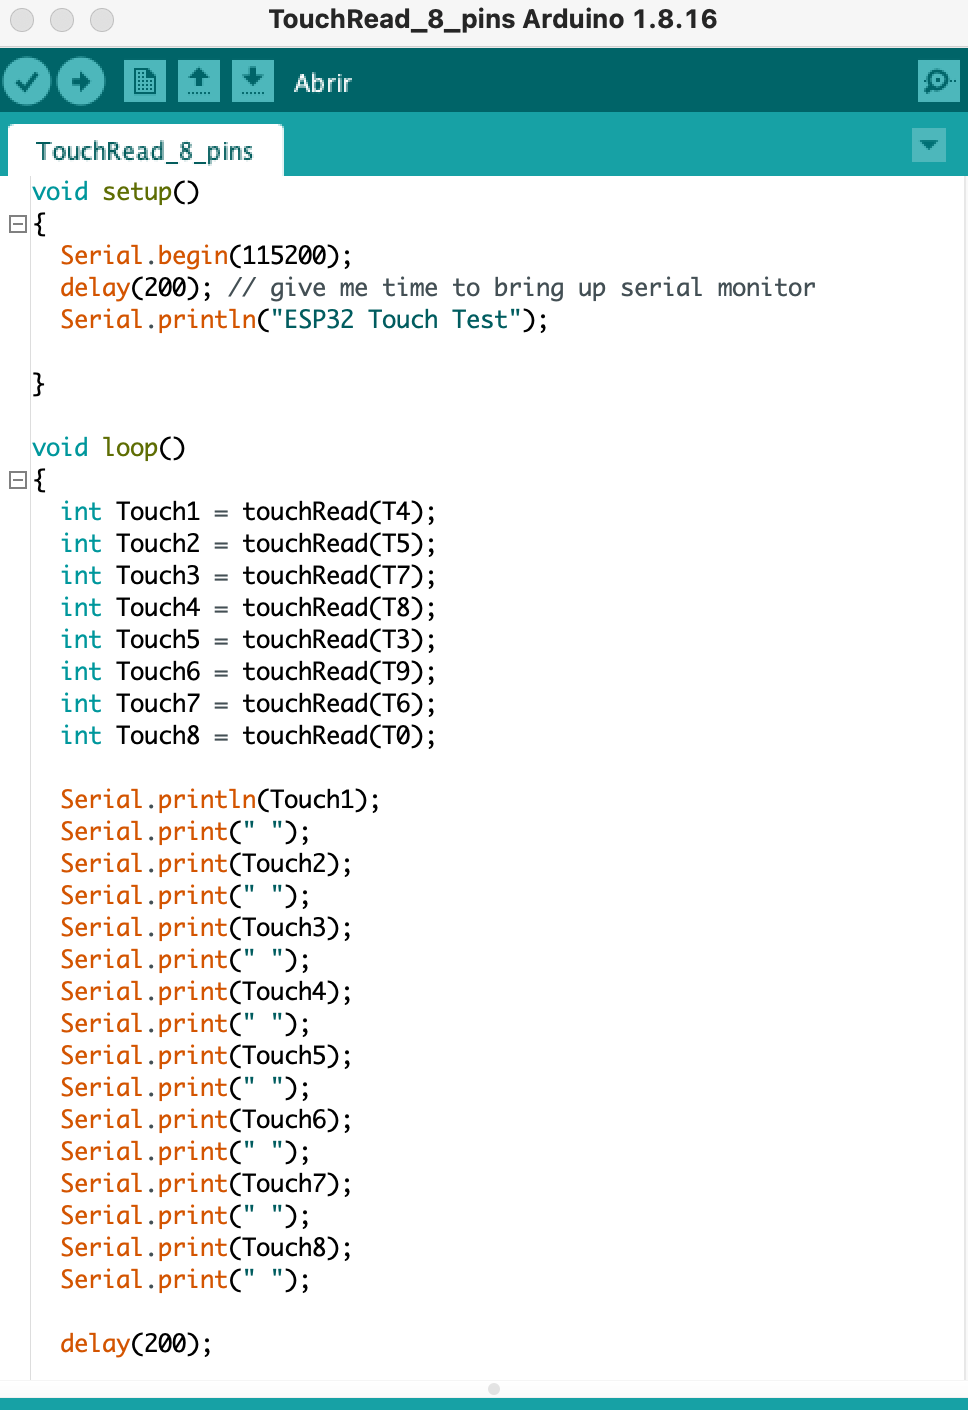 TouchRead_8_pins Arduino 1.8.16
Abrir
TouchRead_8_pins
void setup()
{
  Serial.begin(115200);
  delay(200); // give me time to bring up serial monitor
  Serial.println("ESP32 Touch Test");

}

void loop()
{
  int Touch1 = touchRead(T4);
  int Touch2 = touchRead(T5);
  int Touch3 = touchRead(T7);
  int Touch4 = touchRead(T8);
  int Touch5 = touchRead(T3);
  int Touch6 = touchRead(T9);
  int Touch7 = touchRead(T6);
  int Touch8 = touchRead(T0);

  Serial.println(Touch1);
  Serial.print(" ");
  Serial.print(Touch2);
  Serial.print(" ");
  Serial.print(Touch3);
  Serial.print(" ");
  Serial.print(Touch4);
  Serial.print(" ");
  Serial.print(Touch5);
  Serial.print(" ");
  Serial.print(Touch6);
  Serial.print(" ");
  Serial.print(Touch7);
  Serial.print(" ");
  Serial.print(Touch8);
  Serial.print(" ");

  delay(200);